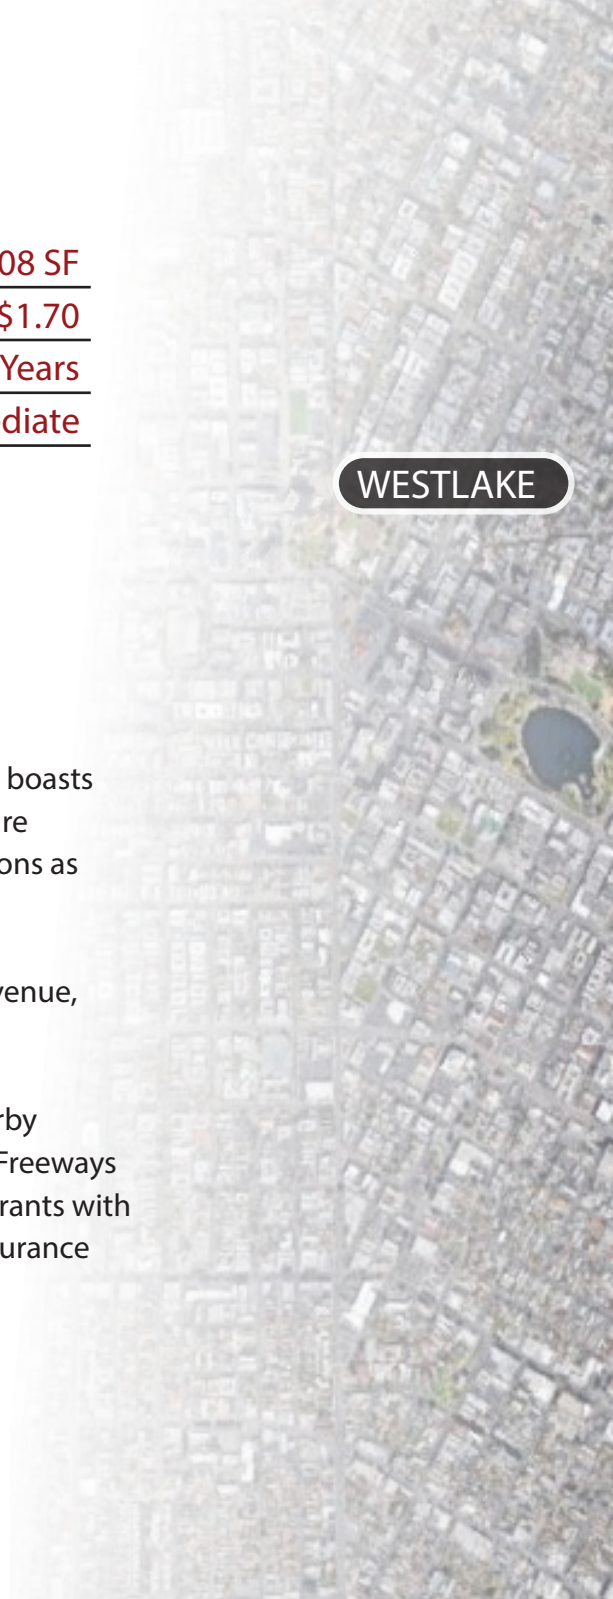 08 SF
$1.70
Years
diate
WESTLAKE
boasts
re
ons as
venue,
rby
Freeways
rants with
urance